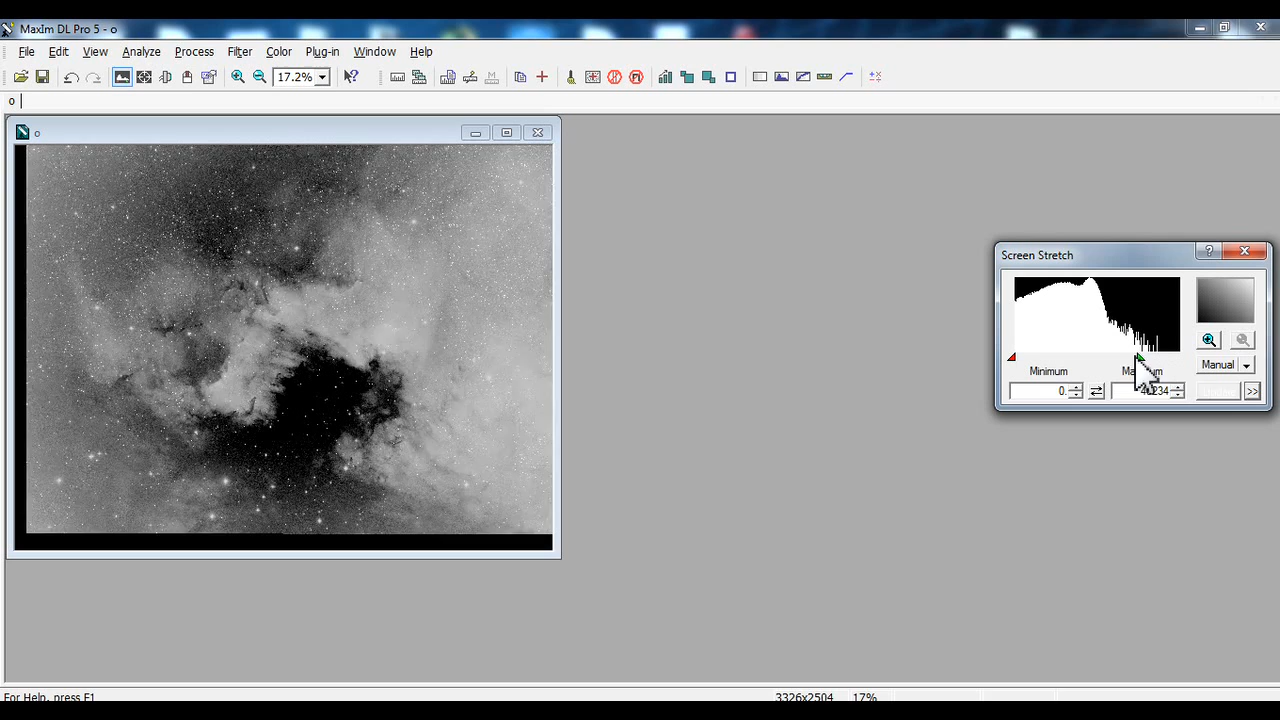 MaxIm DL Pro 5 - o
File Edit View Analyze Process Filter Color Plug-in Window Help
17.2%
o
o
Screen Stretch
Manual
Minimum
0.
>>
For Help, press F1
3326x2504 17%